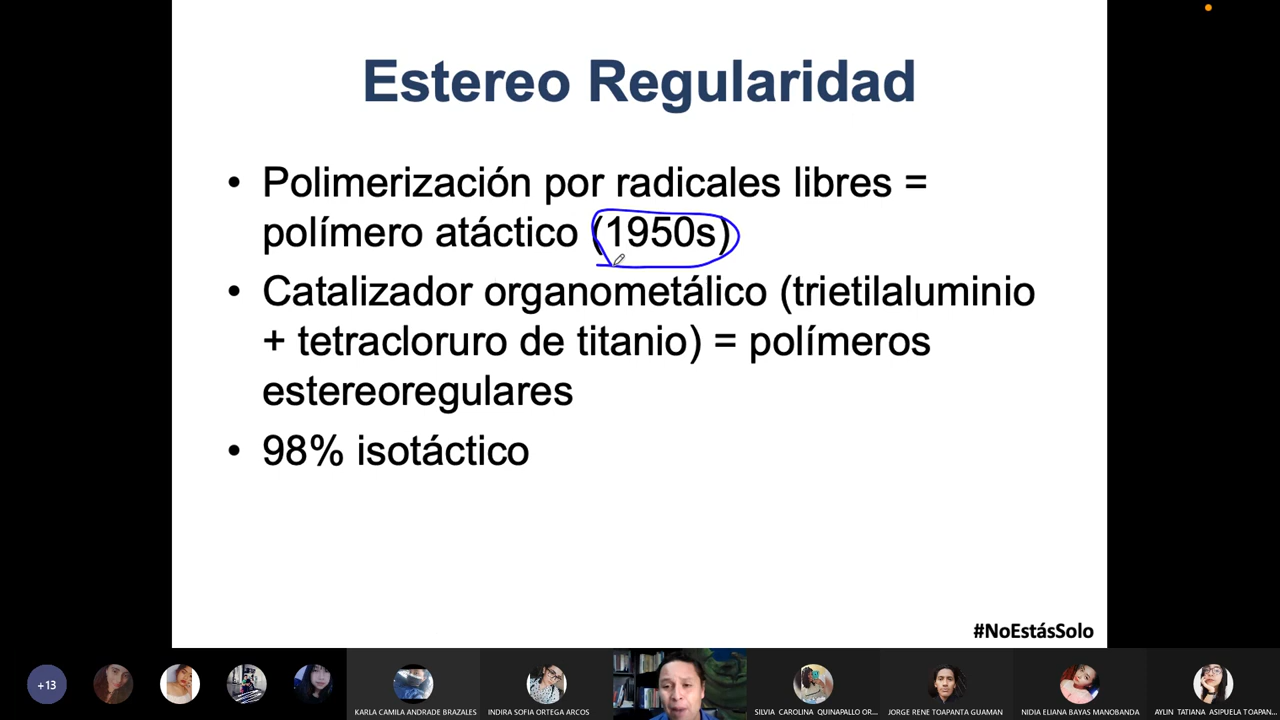 Estereo Regularidad
• Polimerización por radicales libres =
polímero atáctico (1950s)
• Catalizador organometálico (trietilaluminio
+ tetracloruro de titanio) = polímeros
estereoregulares
• 98% isotáctico
#NoEstásSolo
+13
KARLA CAMILA ANDRADE BRAZALES
INDIRA SOFIA ORTEGA ARCOS
SILVIA CAROLINA QUINAPALLO OR...
JORGE RENE TOAPANTA GUAMAN
NIDIA ELIANA BAYAS MANOBANDA
AYLIN TATIANA ASIPUELA TOAPAN...